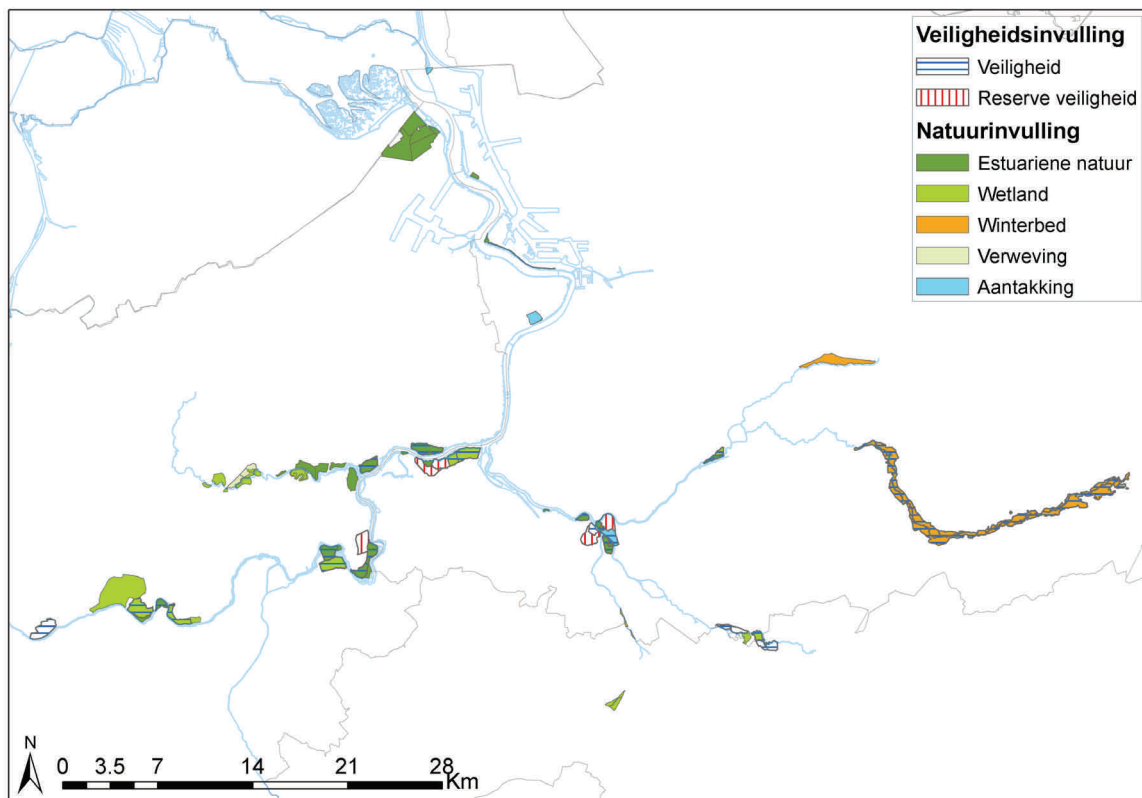 Veiligheidsinvulling
Veiligheid
Reserve veiligheid
Natuurinvulling
Estuariene natuur
Wetland
Winterbed
Verweving
Aantakking
N
0 3.5 7 14 21 28
Km